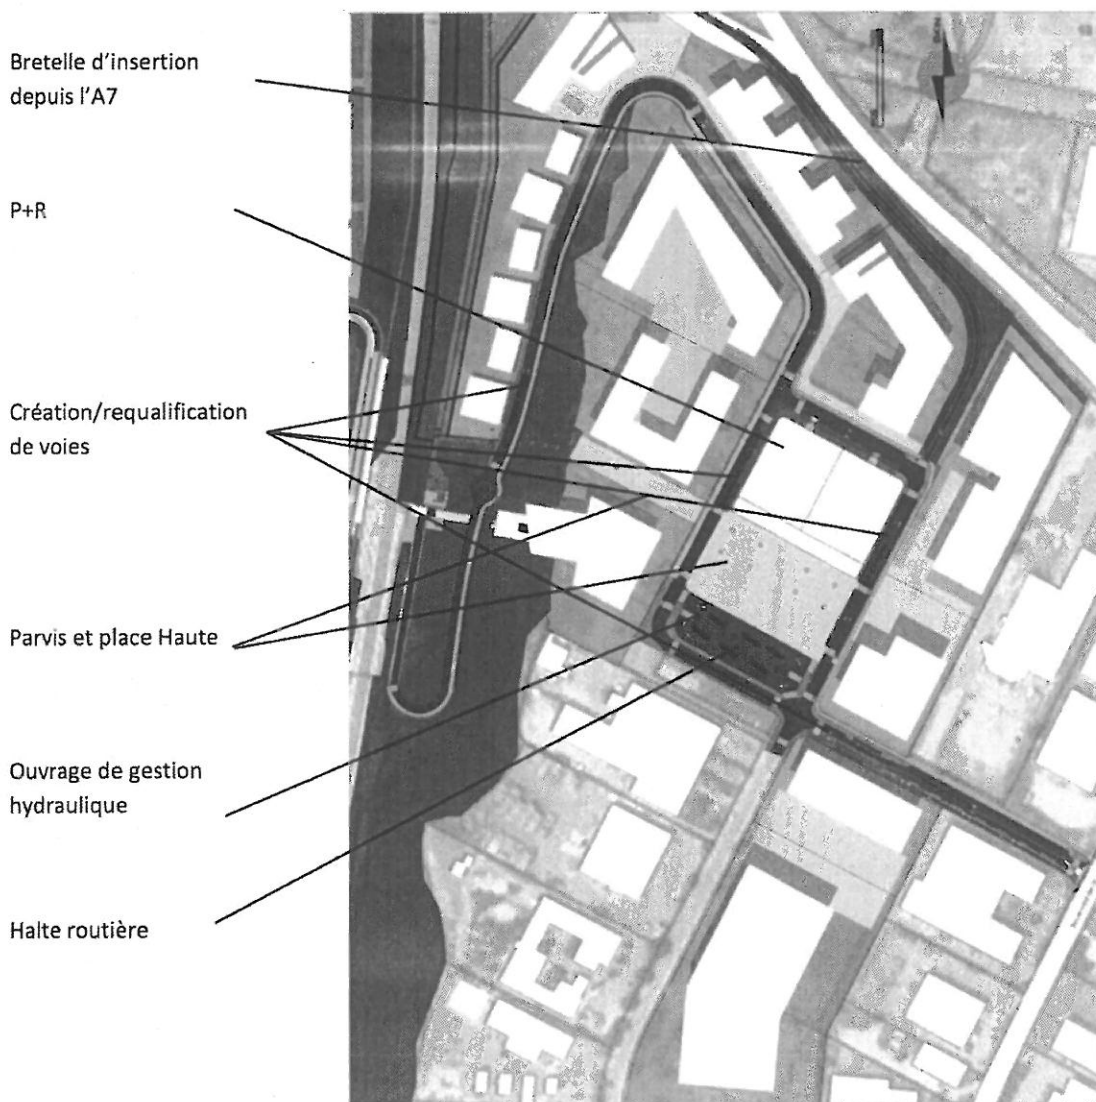 Bretelle d'insertion
depuis l'A7
P+R
Création/requalification
de voies
Parvis et place Haute
Ouvrage de gestion
hydraulique
Halte routière